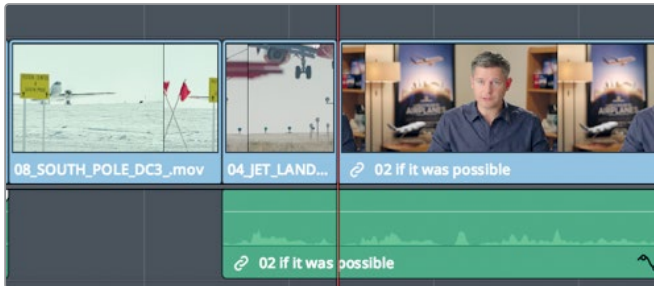 08_SOUTH_POLE_DC3_.mov
04_JET_LAND...
02 if it was possible
02 if it was possible